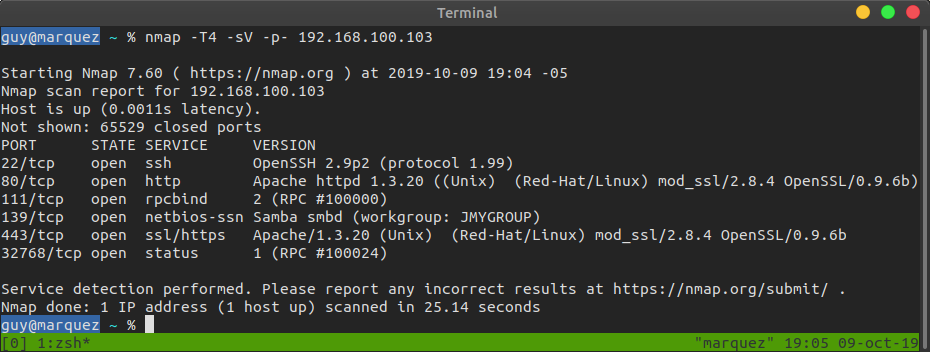 Terminal
guy@marquez ~ % nmap -T4 -sV -p- 192.168.100.103
Starting Nmap 7.60 ( https://nmap.org ) at 2019-10-09 19:04 -05
Nmap scan report for 192.168.100.103
Host is up (0.0011s latency).
Not shown: 65529 closed ports
PORT      STATE SERVICE     VERSION
22/tcp    open  ssh         OpenSSH 2.9p2 (protocol 1.99)
80/tcp    open  http        Apache httpd 1.3.20 ((Unix)  (Red-Hat/Linux) mod_ssl/2.8.4 OpenSSL/0.9.6b)
111/tcp   open  rpcbind     2 (RPC #100000)
139/tcp   open  netbios-ssn Samba smbd (workgroup: JMYGROUP)
443/tcp   open  ssl/https   Apache/1.3.20 (Unix)  (Red-Hat/Linux) mod_ssl/2.8.4 OpenSSL/0.9.6b
32768/tcp open  status      1 (RPC #100024)
Service detection performed. Please report any incorrect results at https://nmap.org/submit/ .
Nmap done: 1 IP address (1 host up) scanned in 25.14 seconds
guy@marquez ~ %
[0] 1:zsh* "marquez" 19:05 09-oct-19